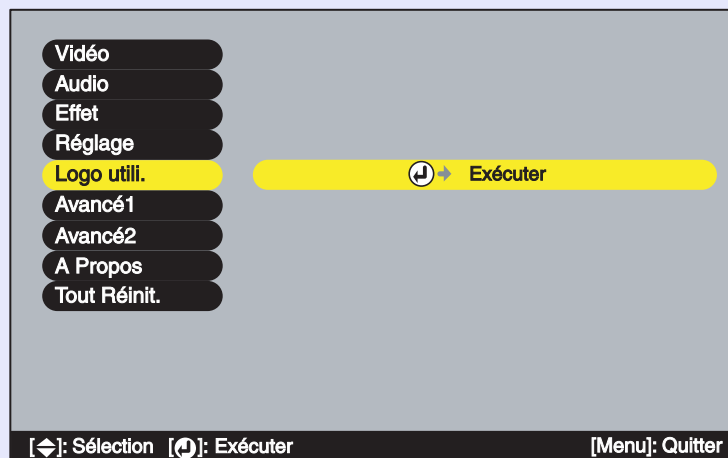 Vidéo
Audio
Effet
Réglage
Logo utili.
Exécuter
Avancé1
Avancé2
A Propos
Tout Réinit.
[ ]: Sélection [ ]: Exécuter
[Menu]: Quitter